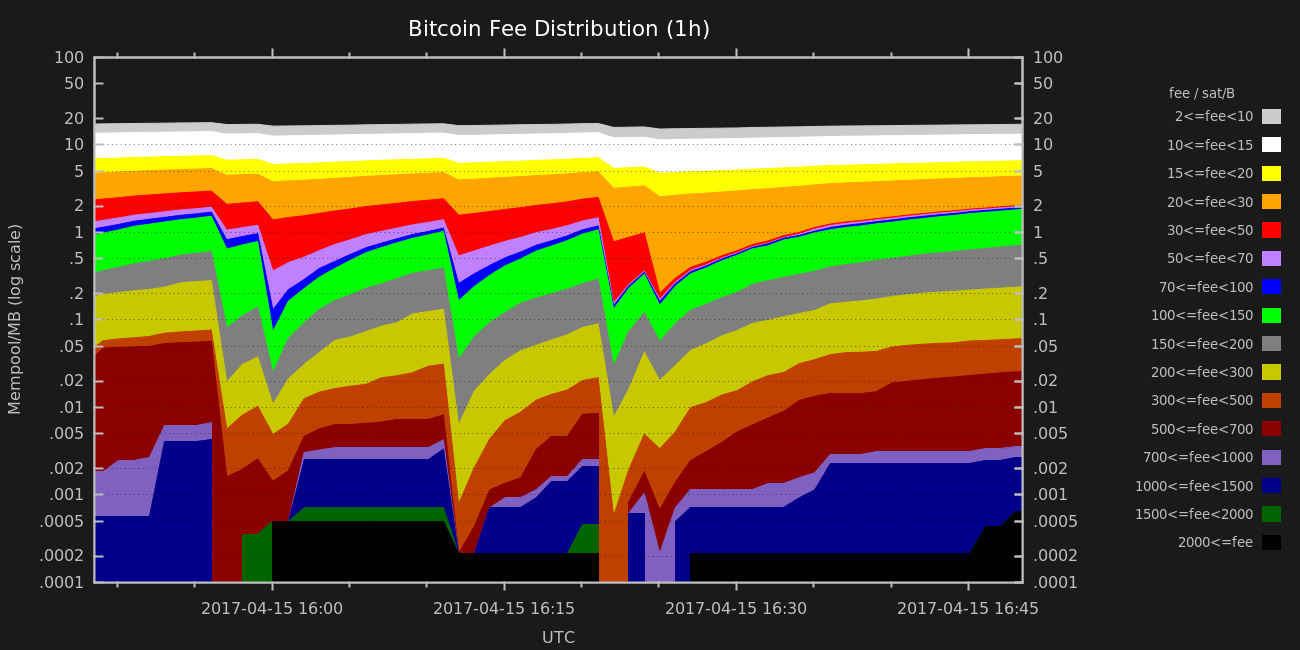 Bitcoin Fee Distribution (1h)
100 100
50 50
20 20
10 10
5 5
2 2
1 1
.5 .5
.2 .2
.1 .1
.05 .05
.02 .02
.01 .01
.005 .005
.002 .002
.001 .001
.0005 .0005
.0002 .0002
.0001 .0001
Mempool/MB (log scale)
2017-04-15 16:00 2017-04-15 16:15 2017-04-15 16:30 2017-04-15 16:45
UTC
fee / sat/B
2<=fee<10
10<=fee<15
15<=fee<20
20<=fee<30
30<=fee<50
50<=fee<70
70<=fee<100
100<=fee<150
150<=fee<200
200<=fee<300
300<=fee<500
500<=fee<700
700<=fee<1000
1000<=fee<1500
1500<=fee<2000
2000<=fee